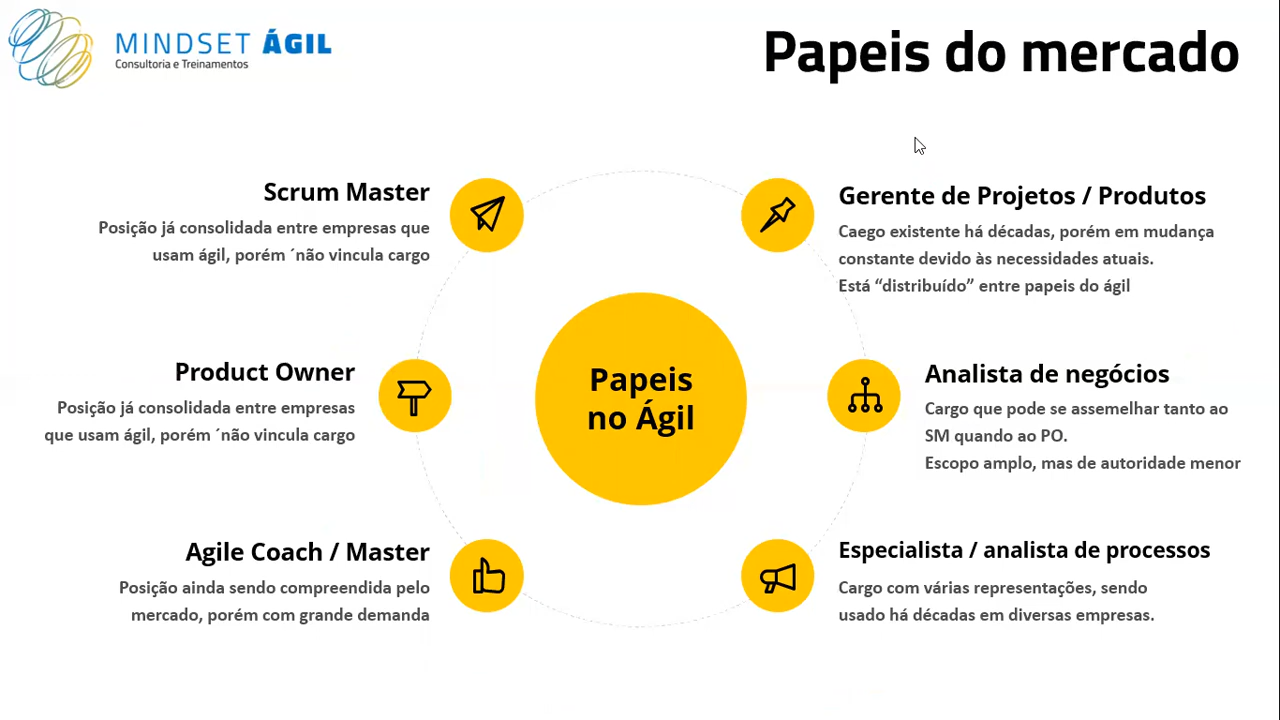 MINDSET ÁGIL
Consultoria e Treinamentos
Papeis do mercado
Scrum Master
Posição já consolidada entre empresas que
usam ágil, porém ´não vincula cargo
Product Owner
Posição já consolidada entre empresas
que usam ágil, porém ´não vincula cargo
Agile Coach / Master
Posição ainda sendo compreendida pelo
mercado, porém com grande demanda
Papeis
no Ágil
Gerente de Projetos / Produtos
Caego existente há décadas, porém em mudança
constante devido às necessidades atuais.
Está “distribuído” entre papeis do ágil
Analista de negócios
Cargo que pode se assemelhar tanto ao
SM quando ao PO.
Escopo amplo, mas de autoridade menor
Especialista / analista de processos
Cargo com várias representações, sendo
usado há décadas em diversas empresas.